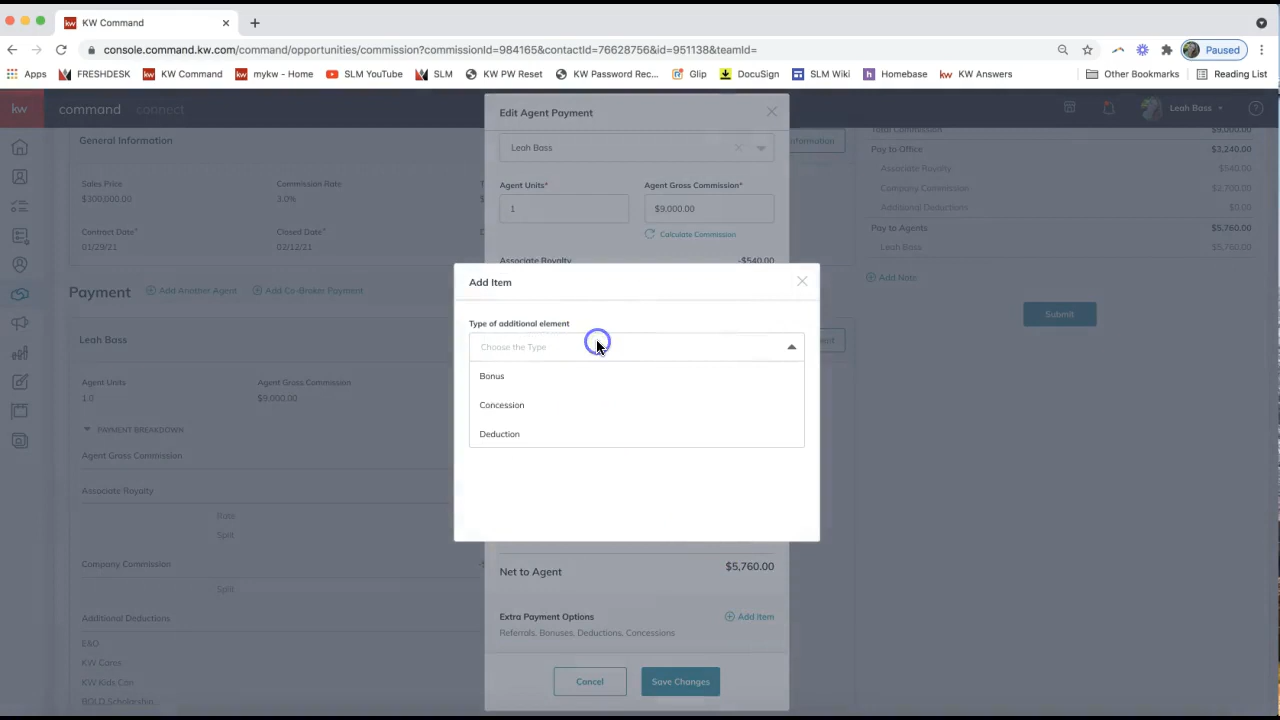 KW Command
console.command.kw.com/command/opportunities/commission?commissionId=984165&contactId=76628756&id=951138&teamId=
Paused
Apps FRESHDESK KW Command mykw - Home SLM YouTube SLM KW PW Reset KW Password Rec... Glip DocuSign SLM Wiki Homebase KW Answers Other Bookmarks Reading List
kw command connect Leah Bass
General Information
Sales Price Commission Rate
$300,000.00 3.0%
Contract Date* Closed Date*
01/29/21 02/12/21
Payment Add Another Agent Add Co-Broker Payment
Leah Bass
Agent Units Agent Gross Commission
1.0 $9,000.00
PAYMENT BREAKDOWN
Agent Gross Commission
Associate Royalty
Rate
Split
Company Commission
Split
Additional Deductions
E&O
KW Cares
KW Kids Can
BOLD Scholarship...
Edit Agent Payment
Leah Bass
Agent Units* Agent Gross Commission*
1 $9,000.00
Calculate Commission
Associate Royalty -$540.00
Add Item
Type of additional element
Choose the Type
Bonus
Concession
Deduction
Net to Agent $5,760.00
Extra Payment Options Add Item
Referrals, Bonuses, Deductions, Concessions
Cancel Save Changes
Total Commission $9,000.00
Pay to Office $3,240.00
Associate Royalty $540.00
Company Commission $2,700.00
Additional Deductions $0.00
Pay to Agents $5,760.00
Leah Bass $5,760.00
Add Note
Submit